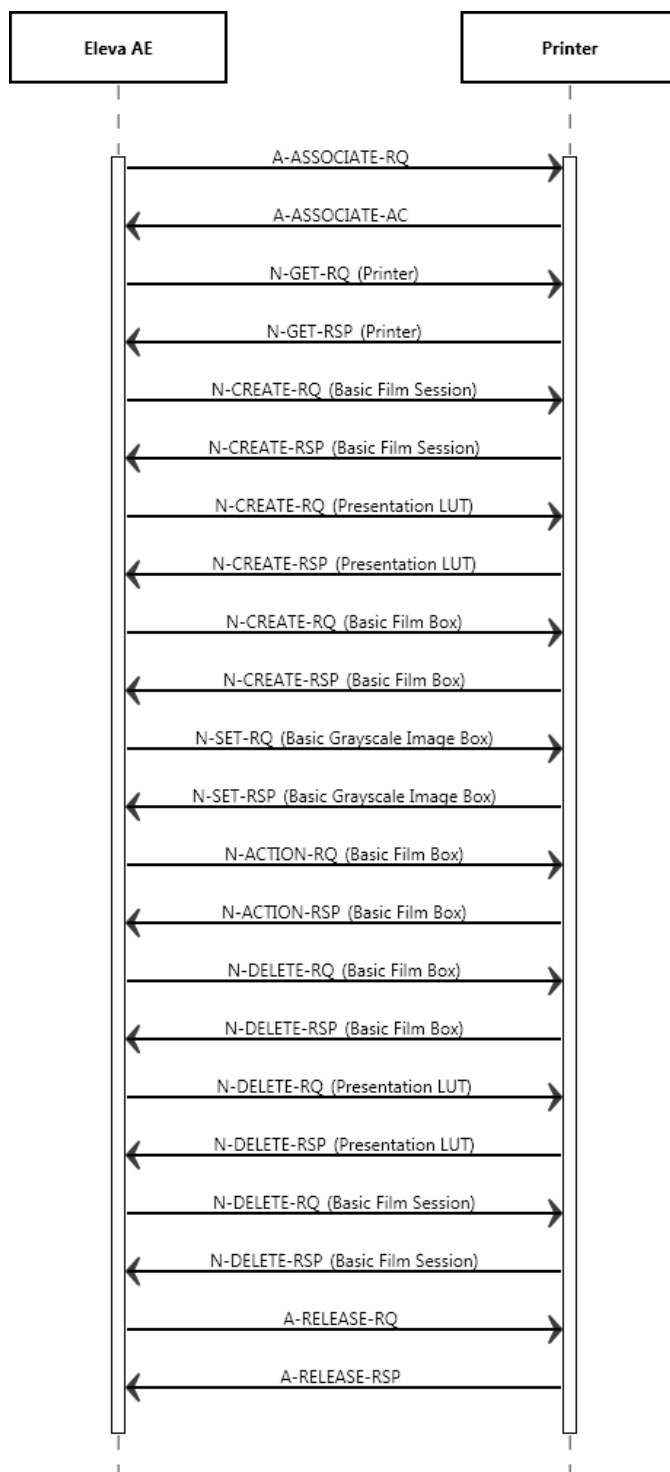 Eleva AE
Printer
A-ASSOCIATE-RQ
A-ASSOCIATE-AC
N-GET-RQ (Printer)
N-GET-RSP (Printer)
N-CREATE-RQ (Basic Film Session)
N-CREATE-RSP (Basic Film Session)
N-CREATE-RQ (Presentation LUT)
N-CREATE-RSP (Presentation LUT)
N-CREATE-RQ (Basic Film Box)
N-CREATE-RSP (Basic Film Box)
N-SET-RQ (Basic Grayscale Image Box)
N-SET-RSP (Basic Grayscale Image Box)
N-ACTION-RQ (Basic Film Box)
N-ACTION-RSP (Basic Film Box)
N-DELETE-RQ (Basic Film Box)
N-DELETE-RSP (Basic Film Box)
N-DELETE-RQ (Presentation LUT)
N-DELETE-RSP (Presentation LUT)
N-DELETE-RQ (Basic Film Session)
N-DELETE-RSP (Basic Film Session)
A-RELEASE-RQ
A-RELEASE-RSP